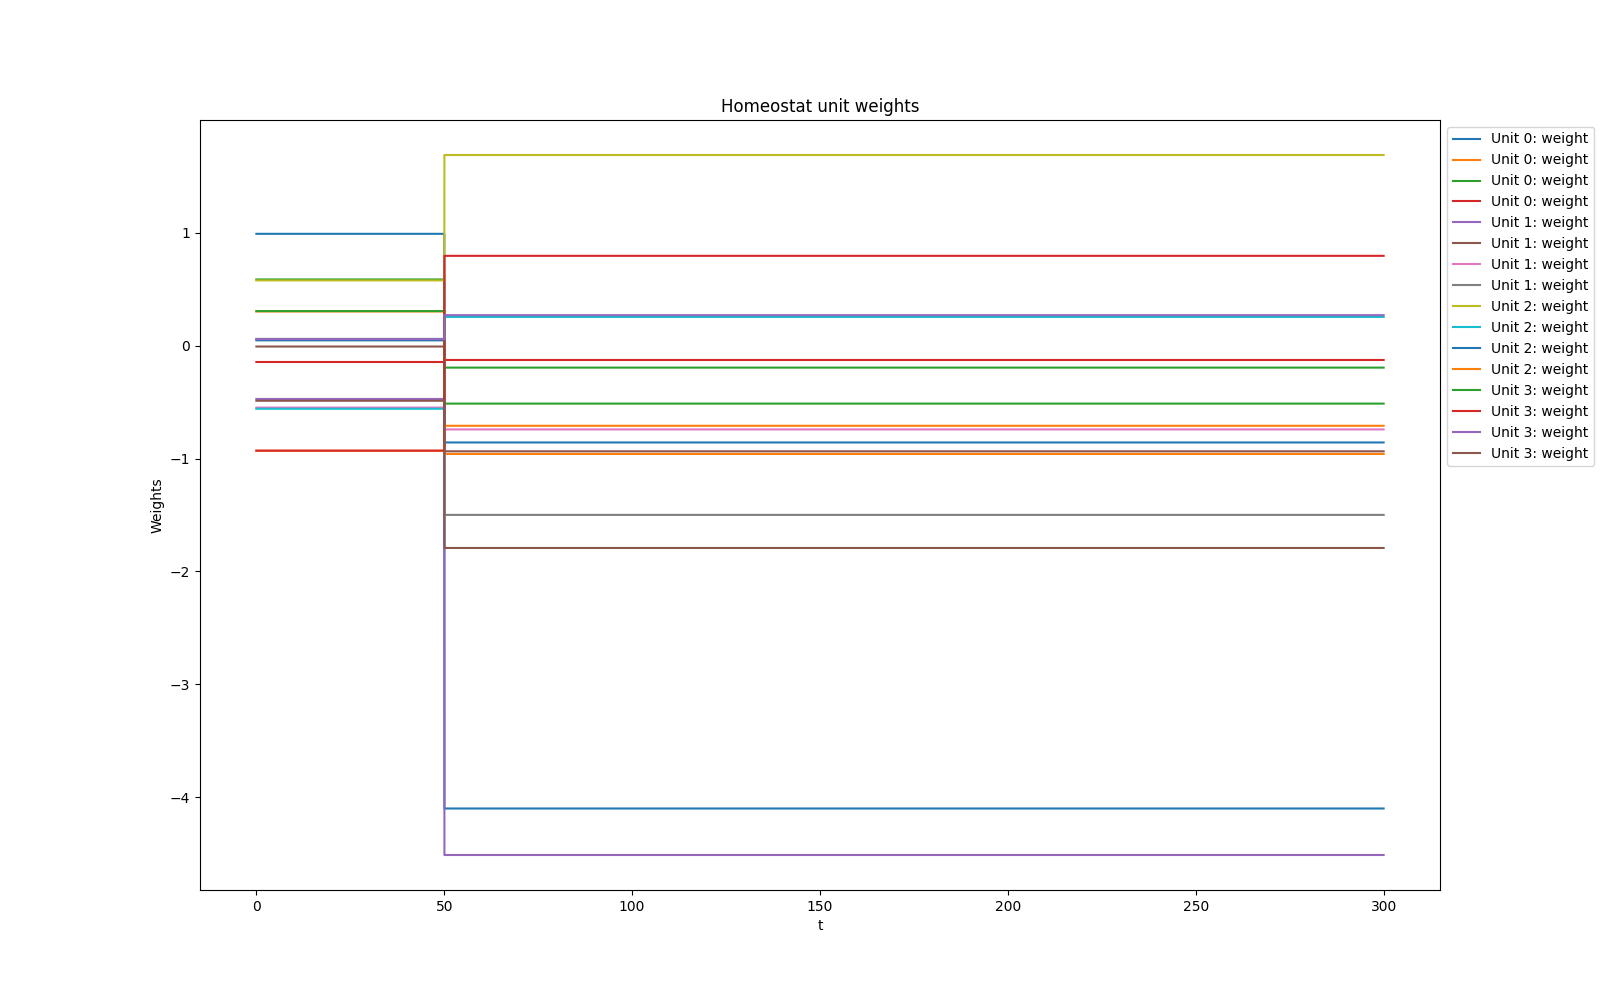 Homeostat unit weights
Weights
1
0
−1
−2
−3
−4
0
50
100
150
200
250
300
t
Unit 0: weight
Unit 0: weight
Unit 0: weight
Unit 0: weight
Unit 1: weight
Unit 1: weight
Unit 1: weight
Unit 1: weight
Unit 2: weight
Unit 2: weight
Unit 2: weight
Unit 2: weight
Unit 3: weight
Unit 3: weight
Unit 3: weight
Unit 3: weight